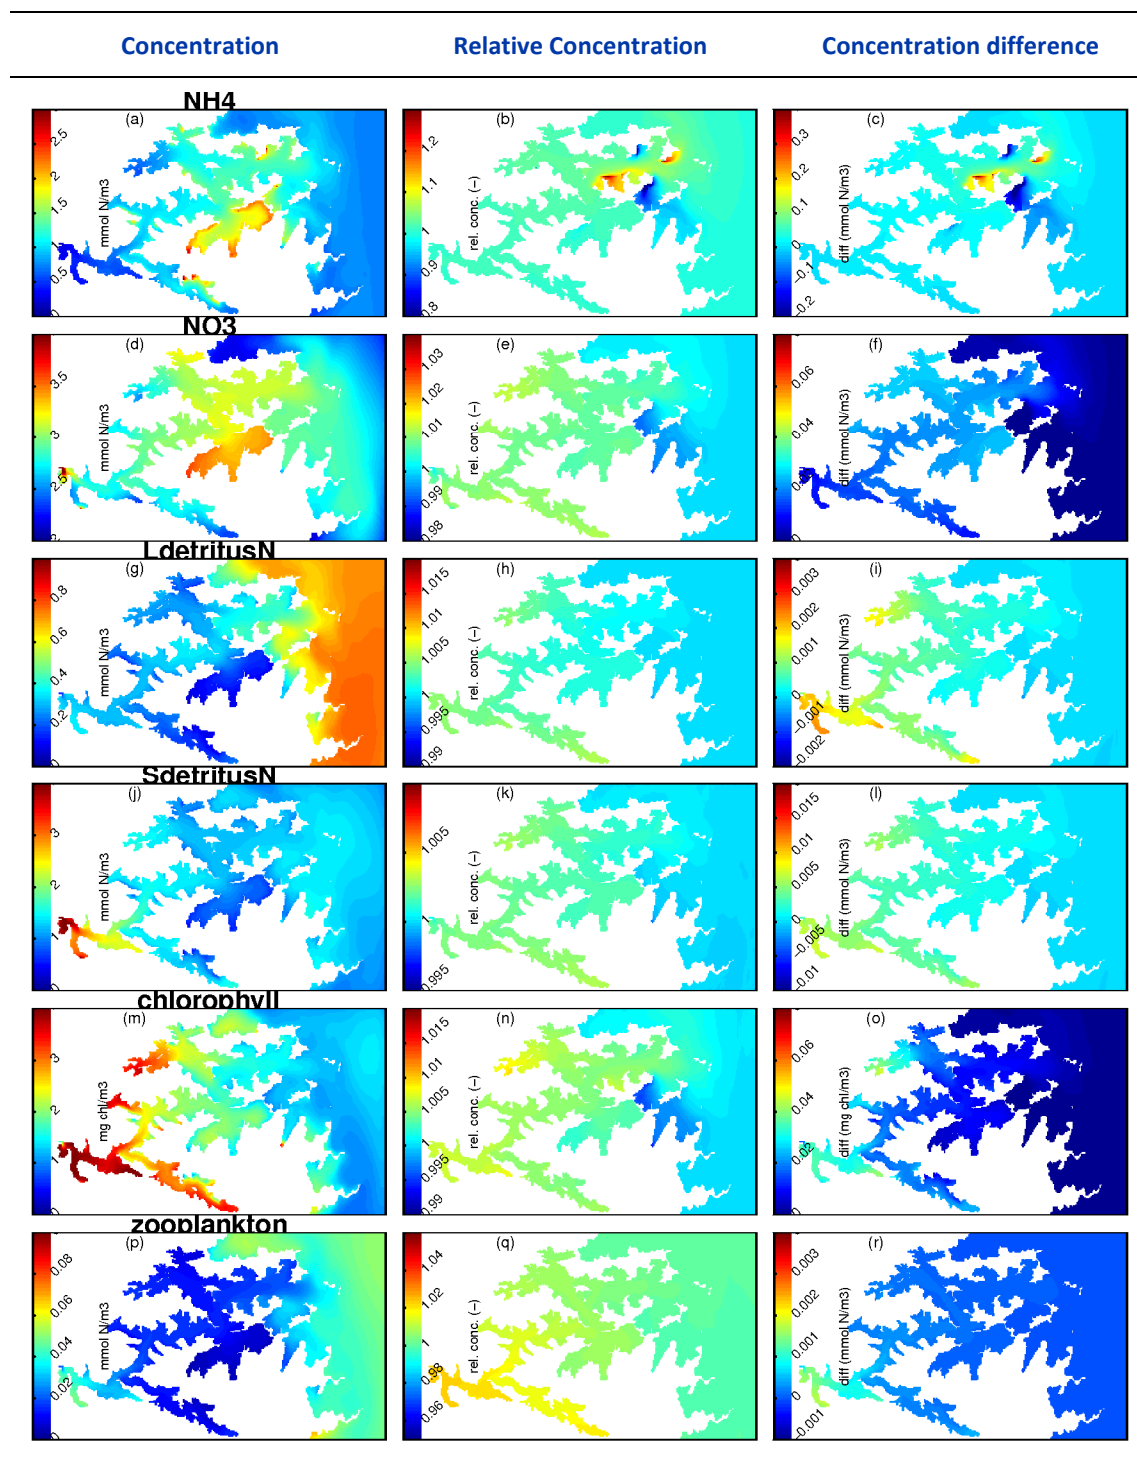 Concentration Relative Concentration Concentration difference
NH4
(a) (b) (c)
2.5 2 1.5 1 0.5 0
mmol N/m3
1.2 1.1 1 0.9 0.8
rel. conc. (−)
0.3 0.2 0.1 0 −0.1 −0.2
diff (mmol N/m3)
NO3
(d) (e) (f)
3.5 3 2.5 2
mmol N/m3
1.03 1.02 1.01 1 0.99 0.98
rel. conc. (−)
0.06 0.04 0
diff (mmol N/m3)
LdetritusN
(g) (h) (i)
0.8 0.6 0.4 0.2 0
mmol N/m3
1.015 1.01 1.005 1 0.995 0.99
rel. conc. (−)
0.003 0.002 0.001 0 −0.001 −0.002
diff (mmol N/m3)
SdetritusN
(j) (k) (l)
3 2 1 0
mmol N/m3
1.005 1 0.995
rel. conc. (−)
0.015 0.01 0.005 0 −0.005 −0.01
diff (mmol N/m3)
chlorophyll
(m) (n) (o)
3 2 1 0
mg chl/m3
1.015 1.01 1.005 1 0.995 0.99
rel. conc. (−)
0.06 0.04 0.02 0
diff (mg chl/m3)
zooplankton
(p) (q) (r)
0.08 0.06 0.04 0.02 0
mmol N/m3
1.04 1.02 1 0.98 0.96
rel. conc. (−)
0.003 0.002 0.001 0 −0.001
diff (mmol N/m3)